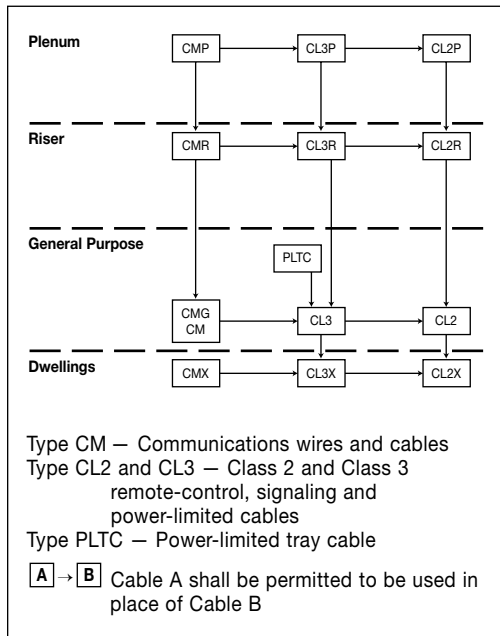 Plenum
CMP
CL3P
CL2P
Riser
CMR
CL3R
CL2R
General Purpose
PLTC
CMG
CM
CL3
CL2
Dwellings
CMX
CL3X
CL2X
Type CM — Communications wires and cables
Type CL2 and CL3 — Class 2 and Class 3
remote-control, signaling and
power-limited cables
Type PLTC — Power-limited tray cable
A → B Cable A shall be permitted to be used in
place of Cable B